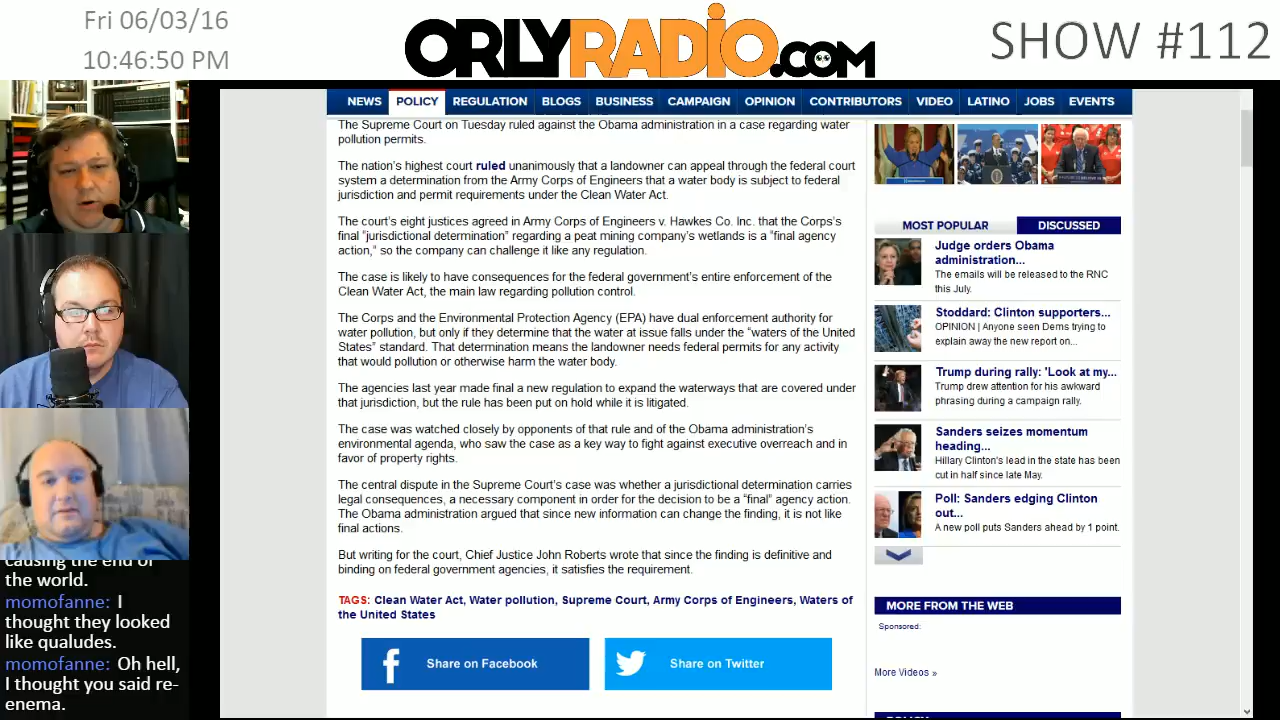 Fri 06/03/16
10:46:50 PM
ORLYRADIO.COM
SHOW #112
NEWS POLICY REGULATION BLOGS BUSINESS CAMPAIGN OPINION CONTRIBUTORS VIDEO LATINO JOBS EVENTS
The Supreme Court on Tuesday ruled against the Obama administration in a case regarding water
pollution permits.
The nation's highest court ruled unanimously that a landowner can appeal through the federal court
system a determination from the Army Corps of Engineers that a water body is subject to federal
jurisdiction and permit requirements under the Clean Water Act.
The court's eight justices agreed in Army Corps of Engineers v. Hawkes Co. Inc. that the Corps's
final "jurisdictional determination" regarding a peat mining company's wetlands is a "final agency
action," so the company can challenge it like any regulation.
The case is likely to have consequences for the federal government's entire enforcement of the
Clean Water Act, the main law regarding pollution control.
The Corps and the Environmental Protection Agency (EPA) have dual enforcement authority for
water pollution, but only if they determine that the water at issue falls under the "waters of the United
States" standard. That determination means the landowner needs federal permits for any activity
that would pollution or otherwise harm the water body.
The agencies last year made final a new regulation to expand the waterways that are covered under
that jurisdiction, but the rule has been put on hold while it is litigated.
The case was watched closely by opponents of that rule and of the Obama administration's
environmental agenda, who saw the case as a key way to fight against executive overreach and in
favor of property rights.
The central dispute in the Supreme Court's case was whether a jurisdictional determination carries
legal consequences, a necessary component in order for the decision to be a "final" agency action.
The Obama administration argued that since new information can change the finding, it is not like
final actions.
But writing for the court, Chief Justice John Roberts wrote that since the finding is definitive and
binding on federal government agencies, it satisfies the requirement.
TAGS: Clean Water Act, Water pollution, Supreme Court, Army Corps of Engineers, Waters of
the United States
Share on Facebook
Share on Twitter
MOST POPULAR DISCUSSED
Judge orders Obama
administration...
The emails will be released to the RNC
this July.
Stoddard: Clinton supporters...
OPINION | Anyone seen Dems trying to
explain away the new report on...
Trump during rally: 'Look at my...
Trump drew attention for his awkward
phrasing during a campaign rally.
Sanders seizes momentum
heading...
Hillary Clinton's lead in the state has been
cut in half since late May.
Poll: Sanders edging Clinton
out...
A new poll puts Sanders ahead by 1 point.
MORE FROM THE WEB
Sponsored:
More Videos »
POLICY
causing the end of
the world.
momofanne: I
thought they looked
like qualudes.
momofanne: Oh hell,
I thought you said re-
enema.